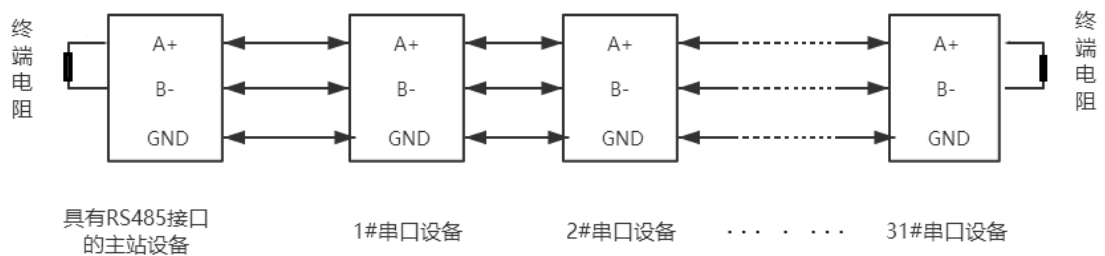 终端电阻
A+
A+
A+
A+
终端电阻
B-
B-
B-
B-
GND
GND
GND
GND
具有RS485接口
的主站设备
1#串口设备
2#串口设备
· · · · · ·
31#串口设备